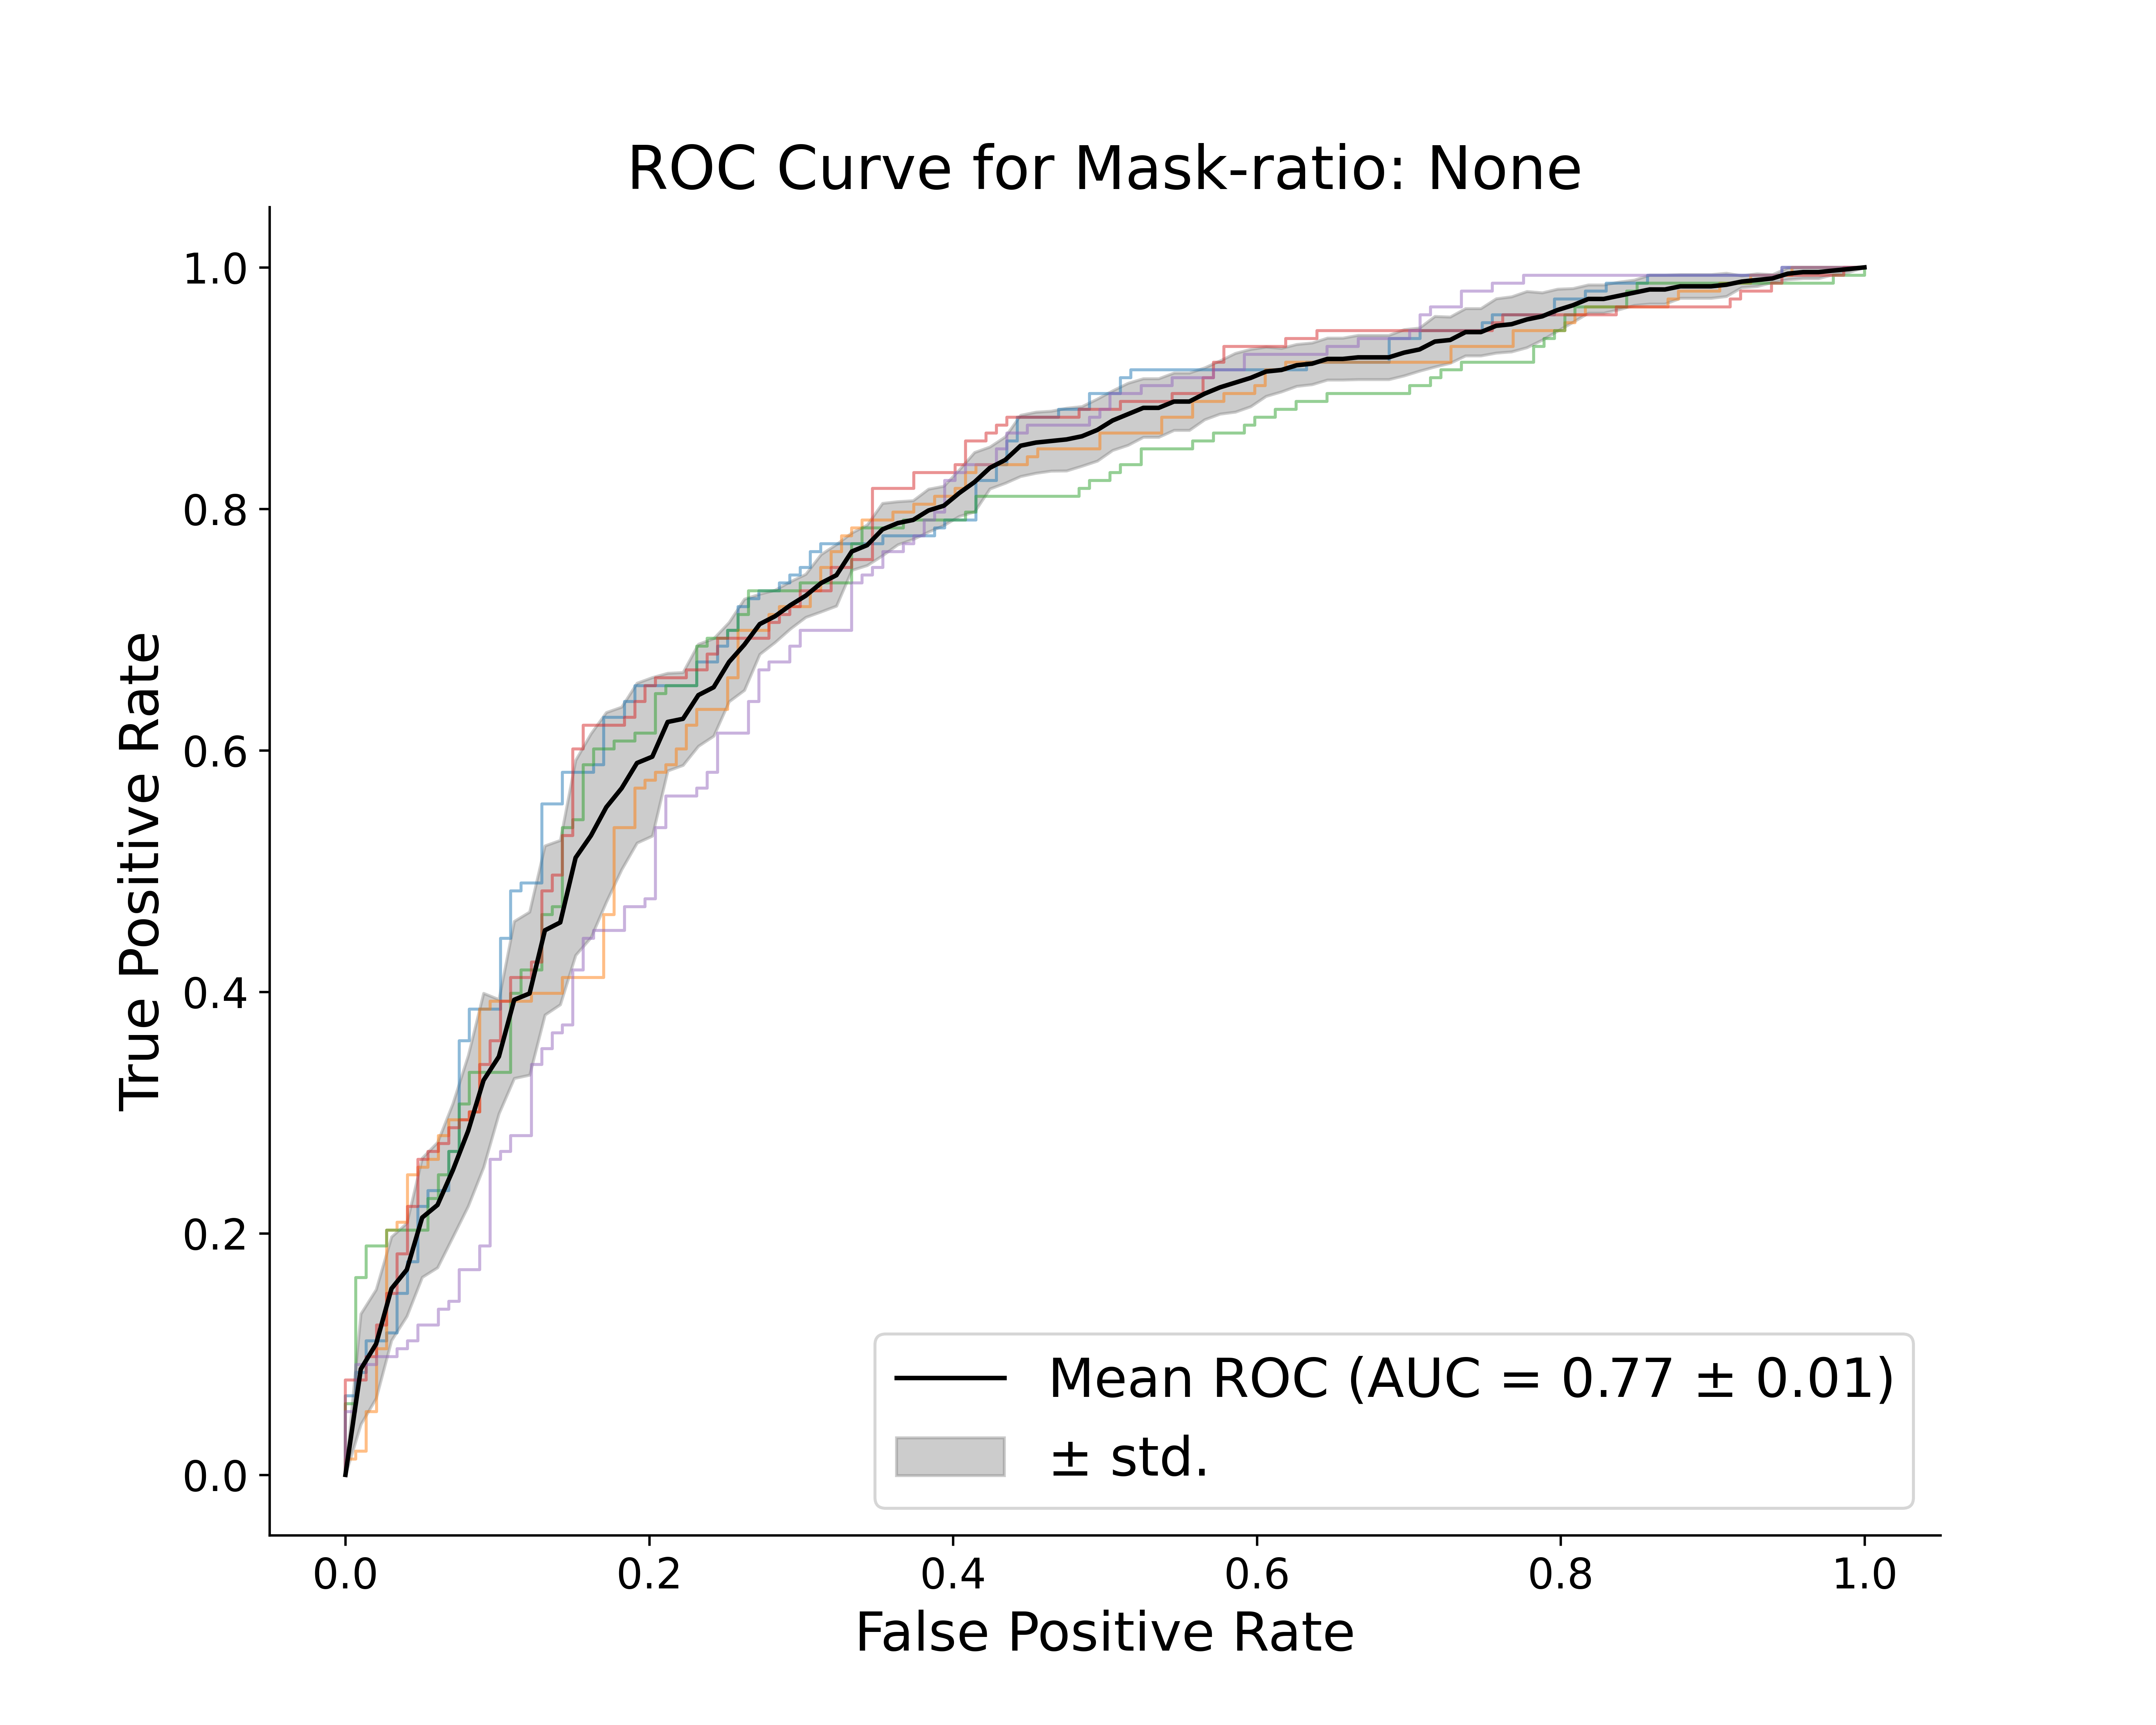 ROC Curve for Mask-ratio: None
True Positive Rate
1.0
0.8
0.6
0.4
0.2
0.0
Mean ROC (AUC = 0.77 ± 0.01)
± std.
0.0 0.2 0.4 0.6 0.8 1.0
False Positive Rate